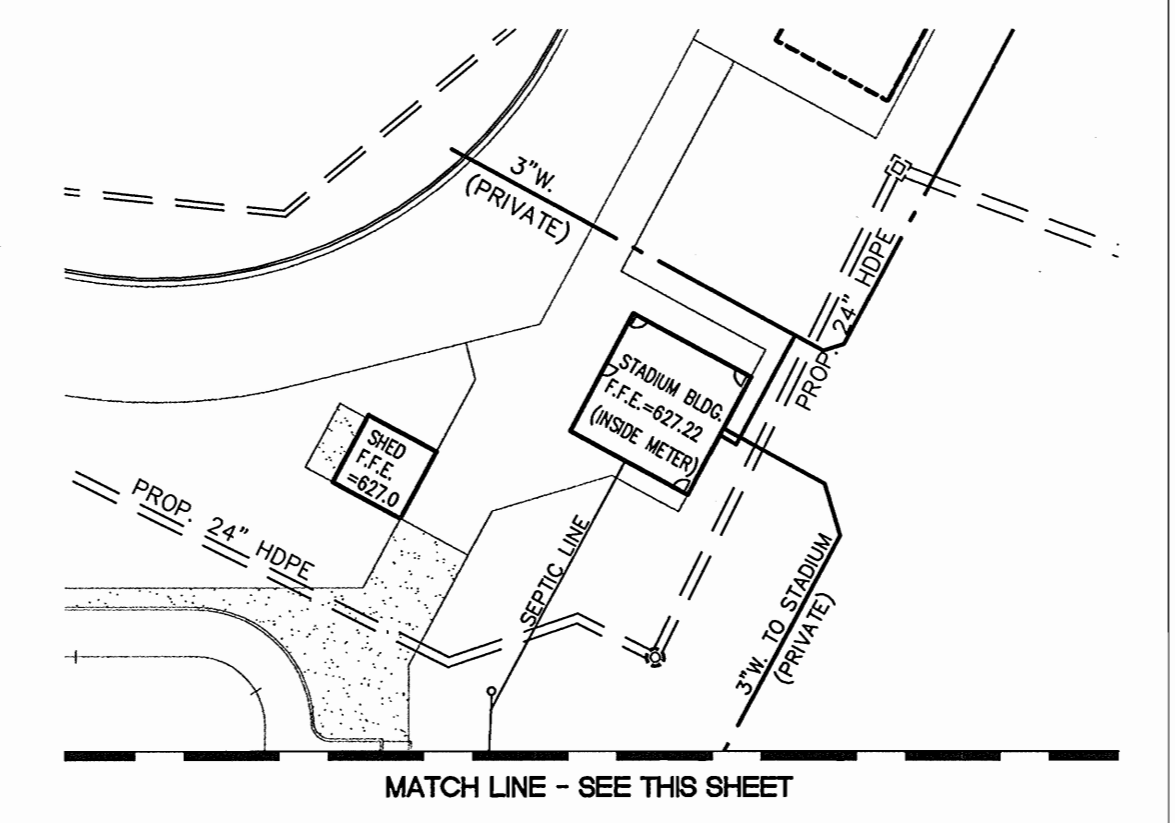 3"W.
(PRIVATE)
PROP. 24" HDPE
STADIUM BLDG.
F.F.E.=627.22
(INSIDE METER)
SHED
F.F.E.
=627.0
PROP. 24" HDPE
SEPTIC LINE
3"W. TO STADIUM
(PRIVATE)
MATCH LINE - SEE THIS SHEET